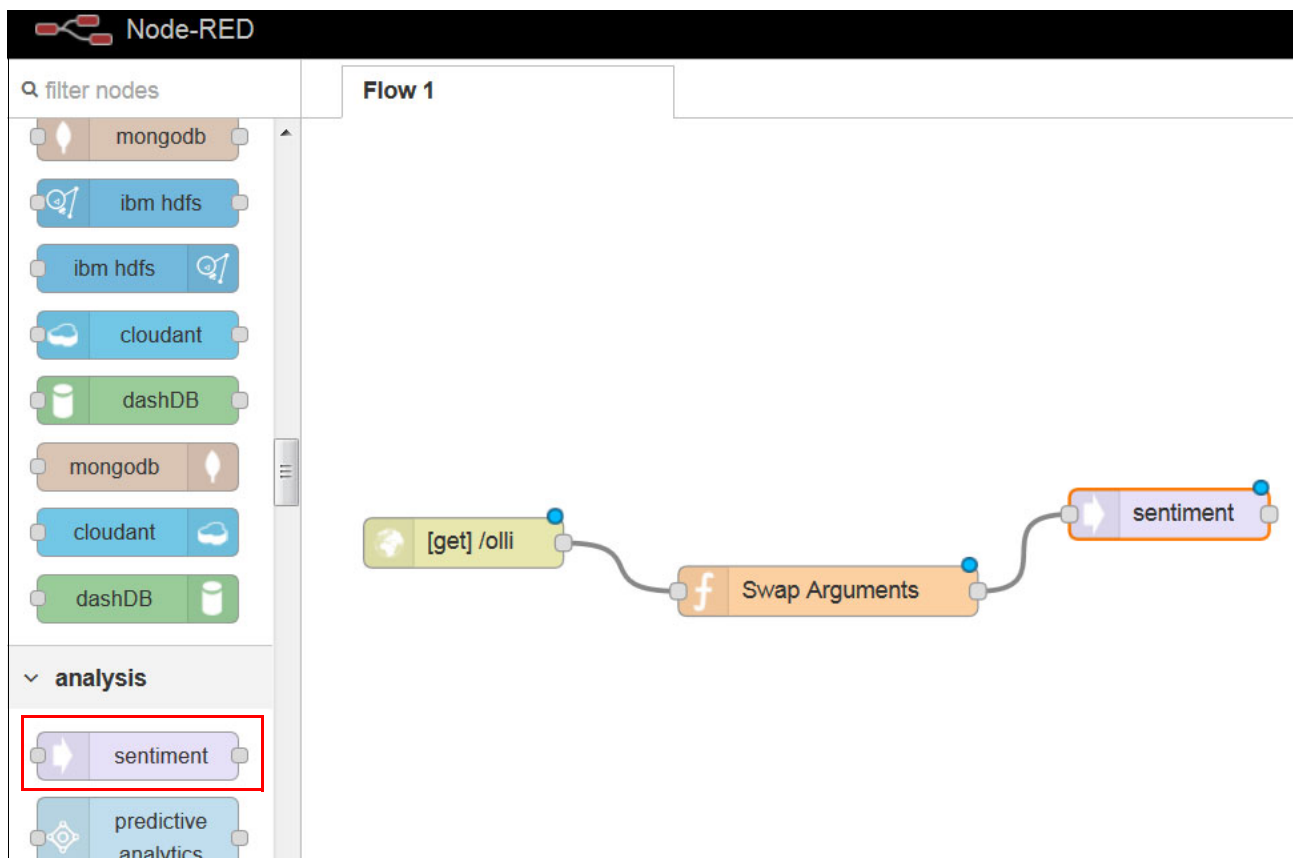 Node-RED
filter nodes
Flow 1
mongodb
ibm hdfs
ibm hdfs
cloudant
dashDB
mongodb
cloudant
dashDB
analysis
sentiment
predictive
analytics
[get] /olli
Swap Arguments
sentiment